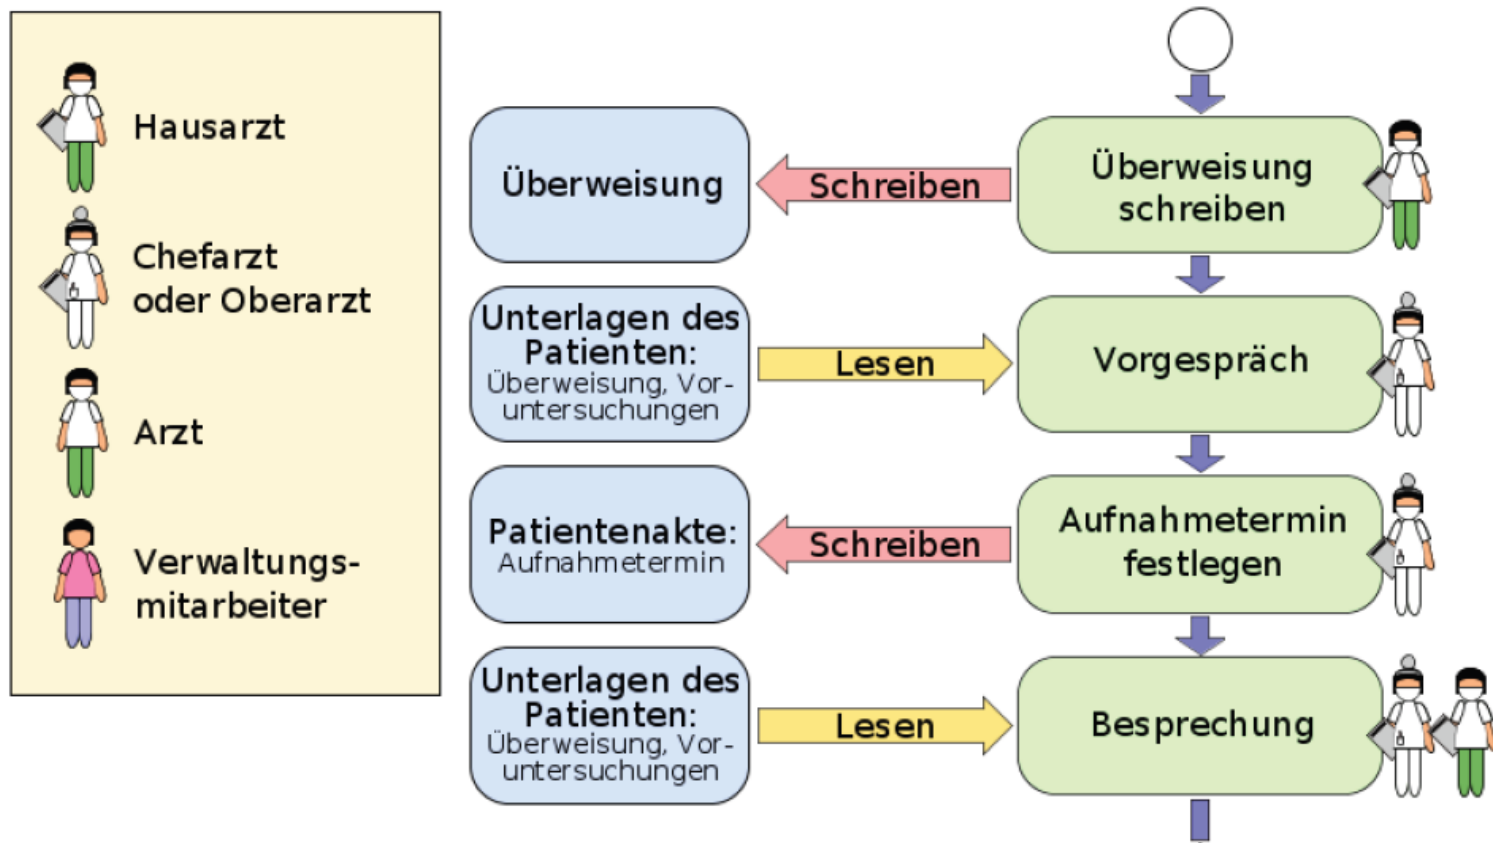 Hausarzt
Chefarzt
oder Oberarzt
Arzt
Verwaltungs-
mitarbeiter
Überweisung
Schreiben
Überweisung
schreiben
Unterlagen des
Patienten:
Überweisung, Vor-
untersuchungen
Lesen
Vorgespräch
Patientenakte:
Aufnahmetermin
Schreiben
Aufnahmetermin
festlegen
Unterlagen des
Patienten:
Überweisung, Vor-
untersuchungen
Lesen
Besprechung